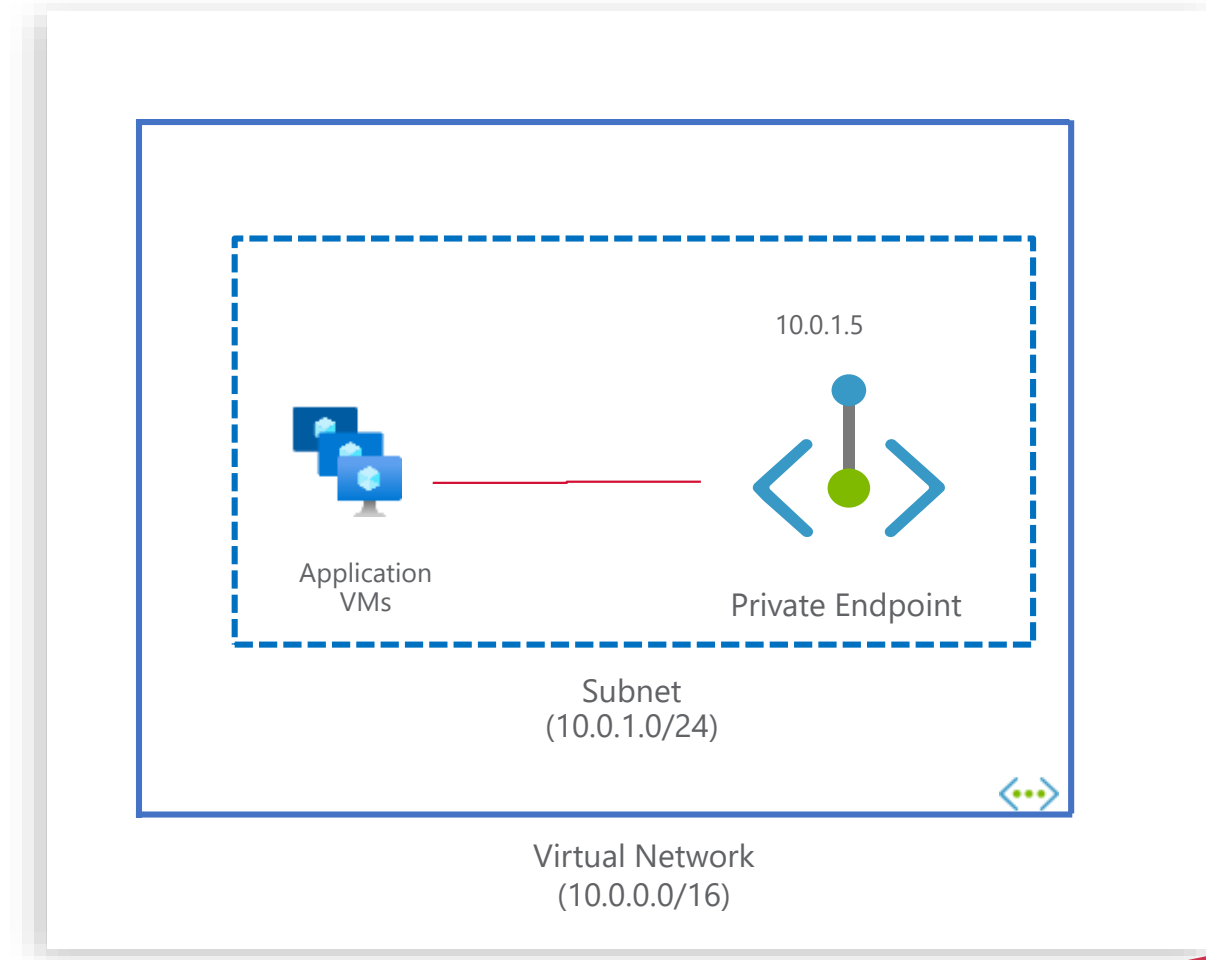 10.0.1.5
Application
VMs
Private Endpoint
Subnet
(10.0.1.0/24)
Virtual Network
(10.0.0.0/16)